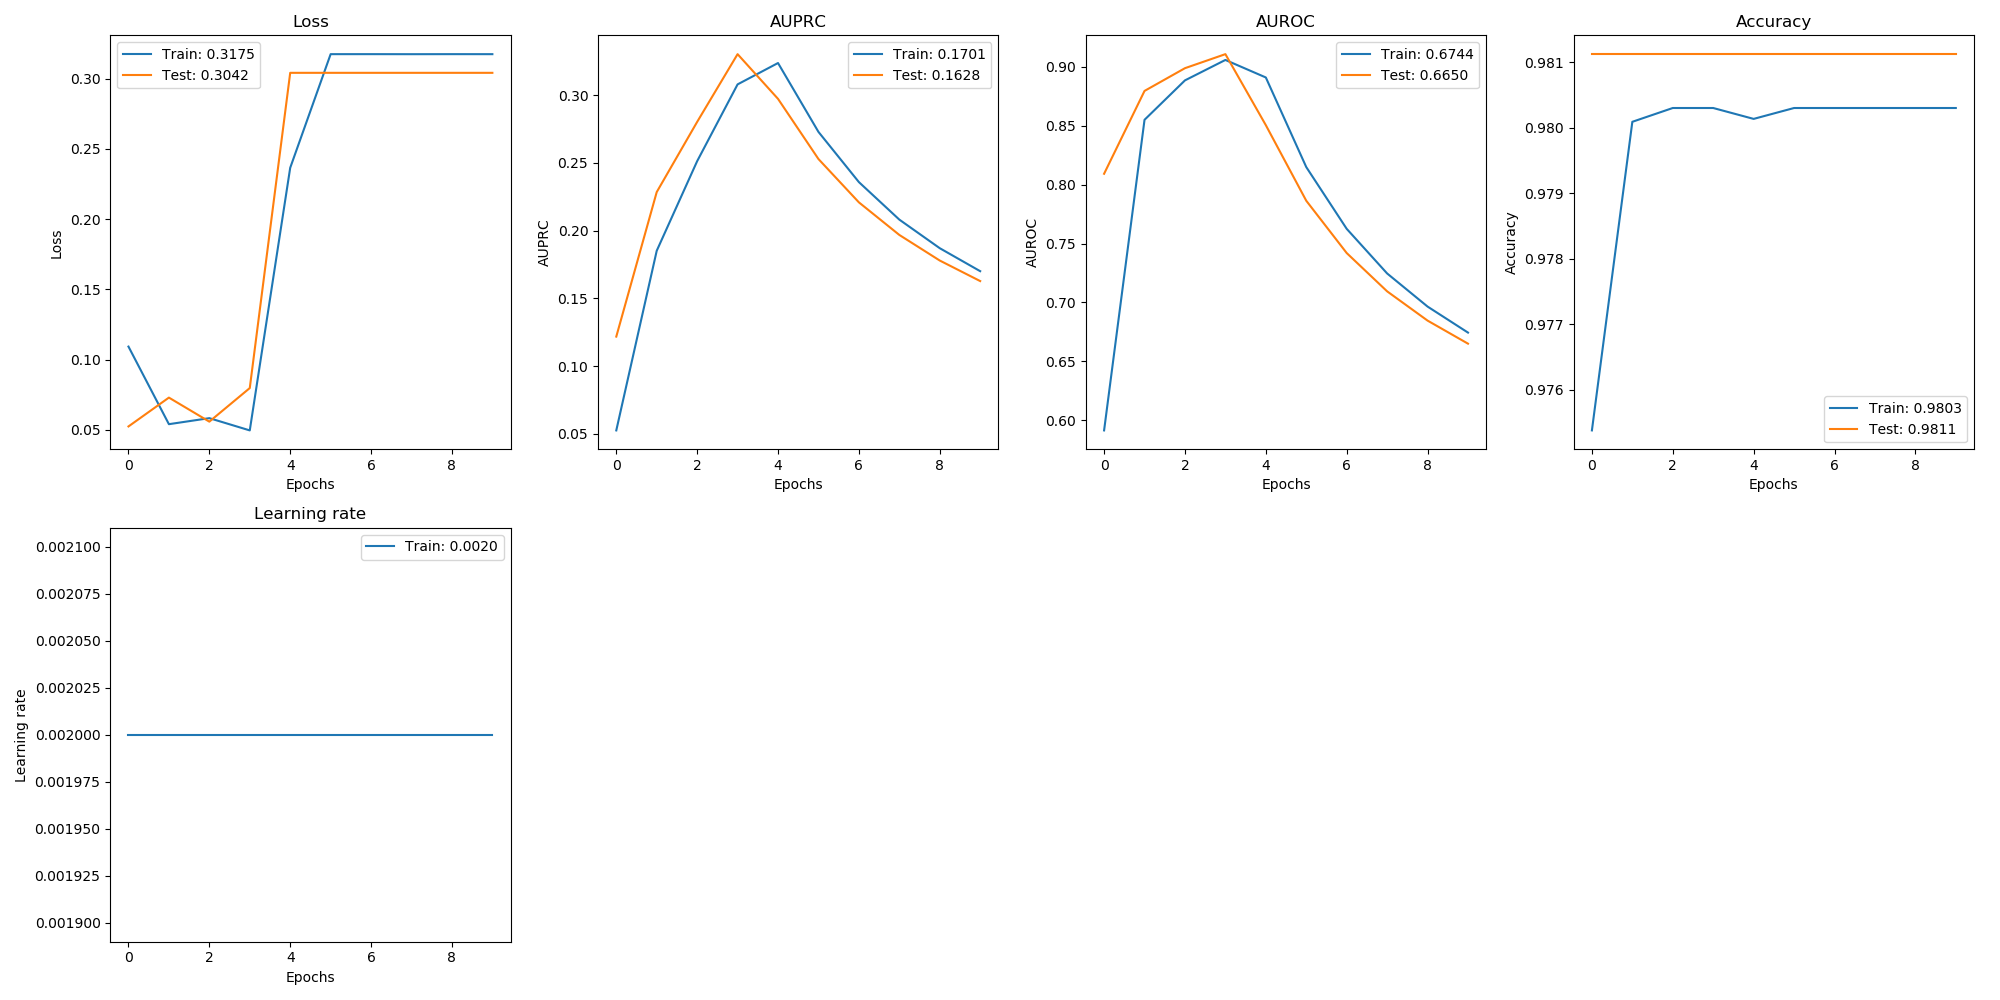 Loss
Train: 0.3175
Test: 0.3042
0.30
0.25
0.20
0.15
0.10
0.05
Loss
0 2 4 6 8
Epochs
AUPRC
Train: 0.1701
Test: 0.1628
0.30
0.25
0.20
0.15
0.10
0.05
AUPRC
0 2 4 6 8
Epochs
AUROC
Train: 0.6744
Test: 0.6650
0.90
0.85
0.80
0.75
0.70
0.65
0.60
AUROC
0 2 4 6 8
Epochs
Accuracy
0.981
0.980
0.979
0.978
0.977
0.976
Accuracy
Train: 0.9803
Test: 0.9811
0 2 4 6 8
Epochs
Learning rate
Train: 0.0020
0.002100
0.002075
0.002050
0.002025
0.002000
0.001975
0.001950
0.001925
0.001900
Learning rate
0 2 4 6 8
Epochs